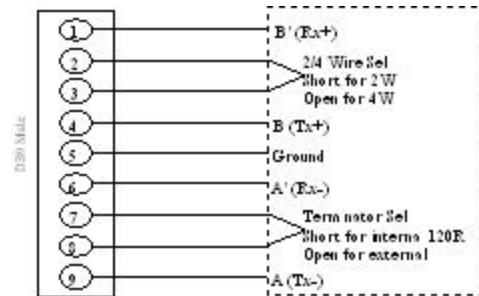 DB9 Male
1
B' (Rx+)
2
2/4 Wire Sel
Short for 2W
3
Open for 4W
4
B (Tx+)
5
Ground
6
A' (Rx-)
7
Terminator Sel
Short for interna 120R
8
Open for external
9
A (Tx-)